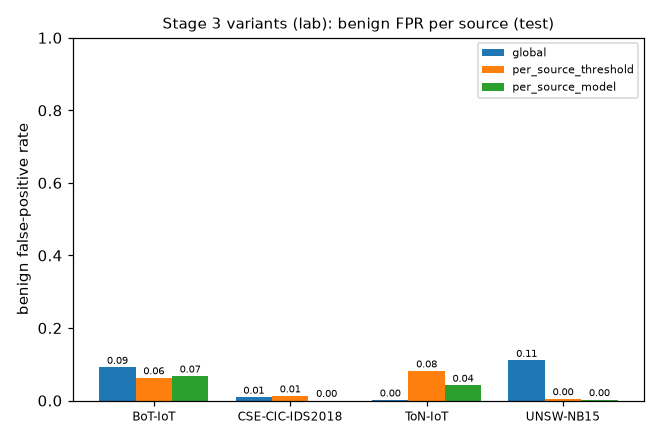 Stage 3 variants (lab): benign FPR per source (test)
global
per_source_threshold
per_source_model
benign false-positive rate
1.0
0.8
0.6
0.4
0.2
0.0
0.09
0.06
0.07
0.01
0.01
0.00
0.00
0.08
0.04
0.11
0.00
0.00
BoT-IoT
CSE-CIC-IDS2018
ToN-IoT
UNSW-NB15